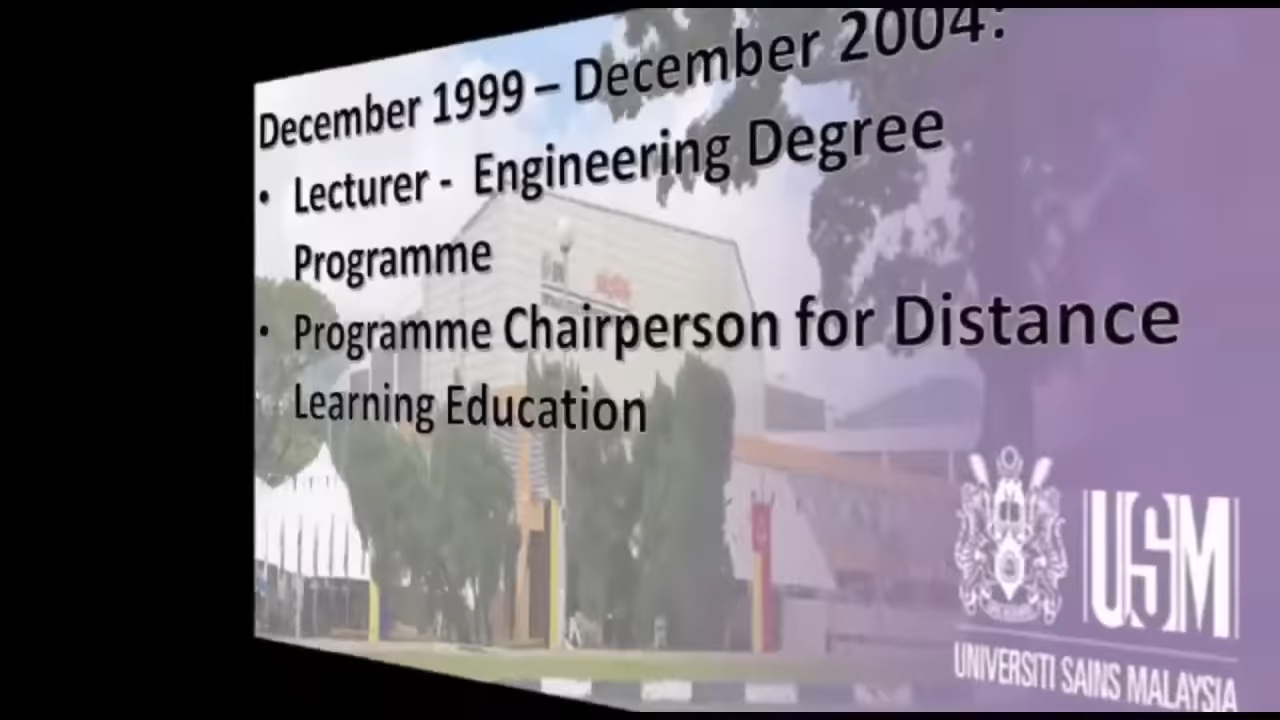 December 1999 – December 2004:
• Lecturer - Engineering Degree
Programme
• Programme Chairperson for Distance
Learning Education
USM
UNIVERSITI SAINS MALAYSIA